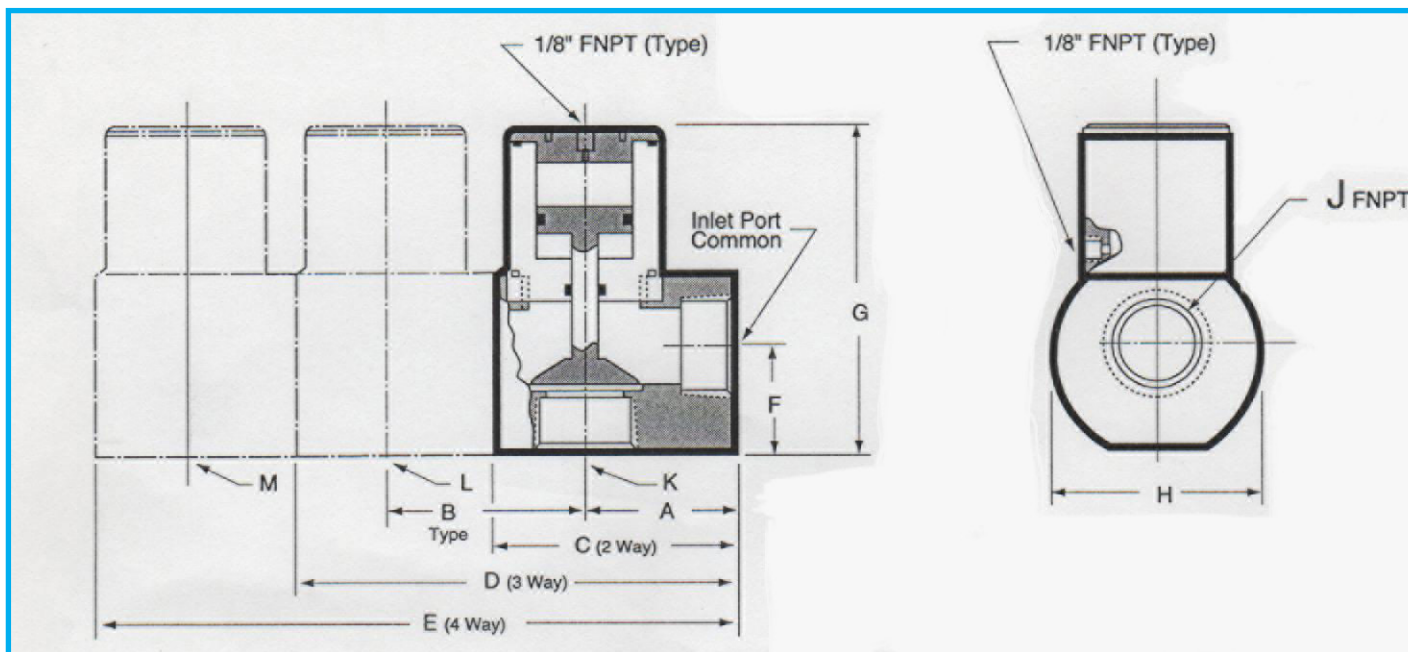 1/8" FNPT (Type)
1/8" FNPT (Type)
J FNPT
Inlet Port
Common
G
F
M
L
K
B
A
Type
H
C (2 Way)
D (3 Way)
E (4 Way)